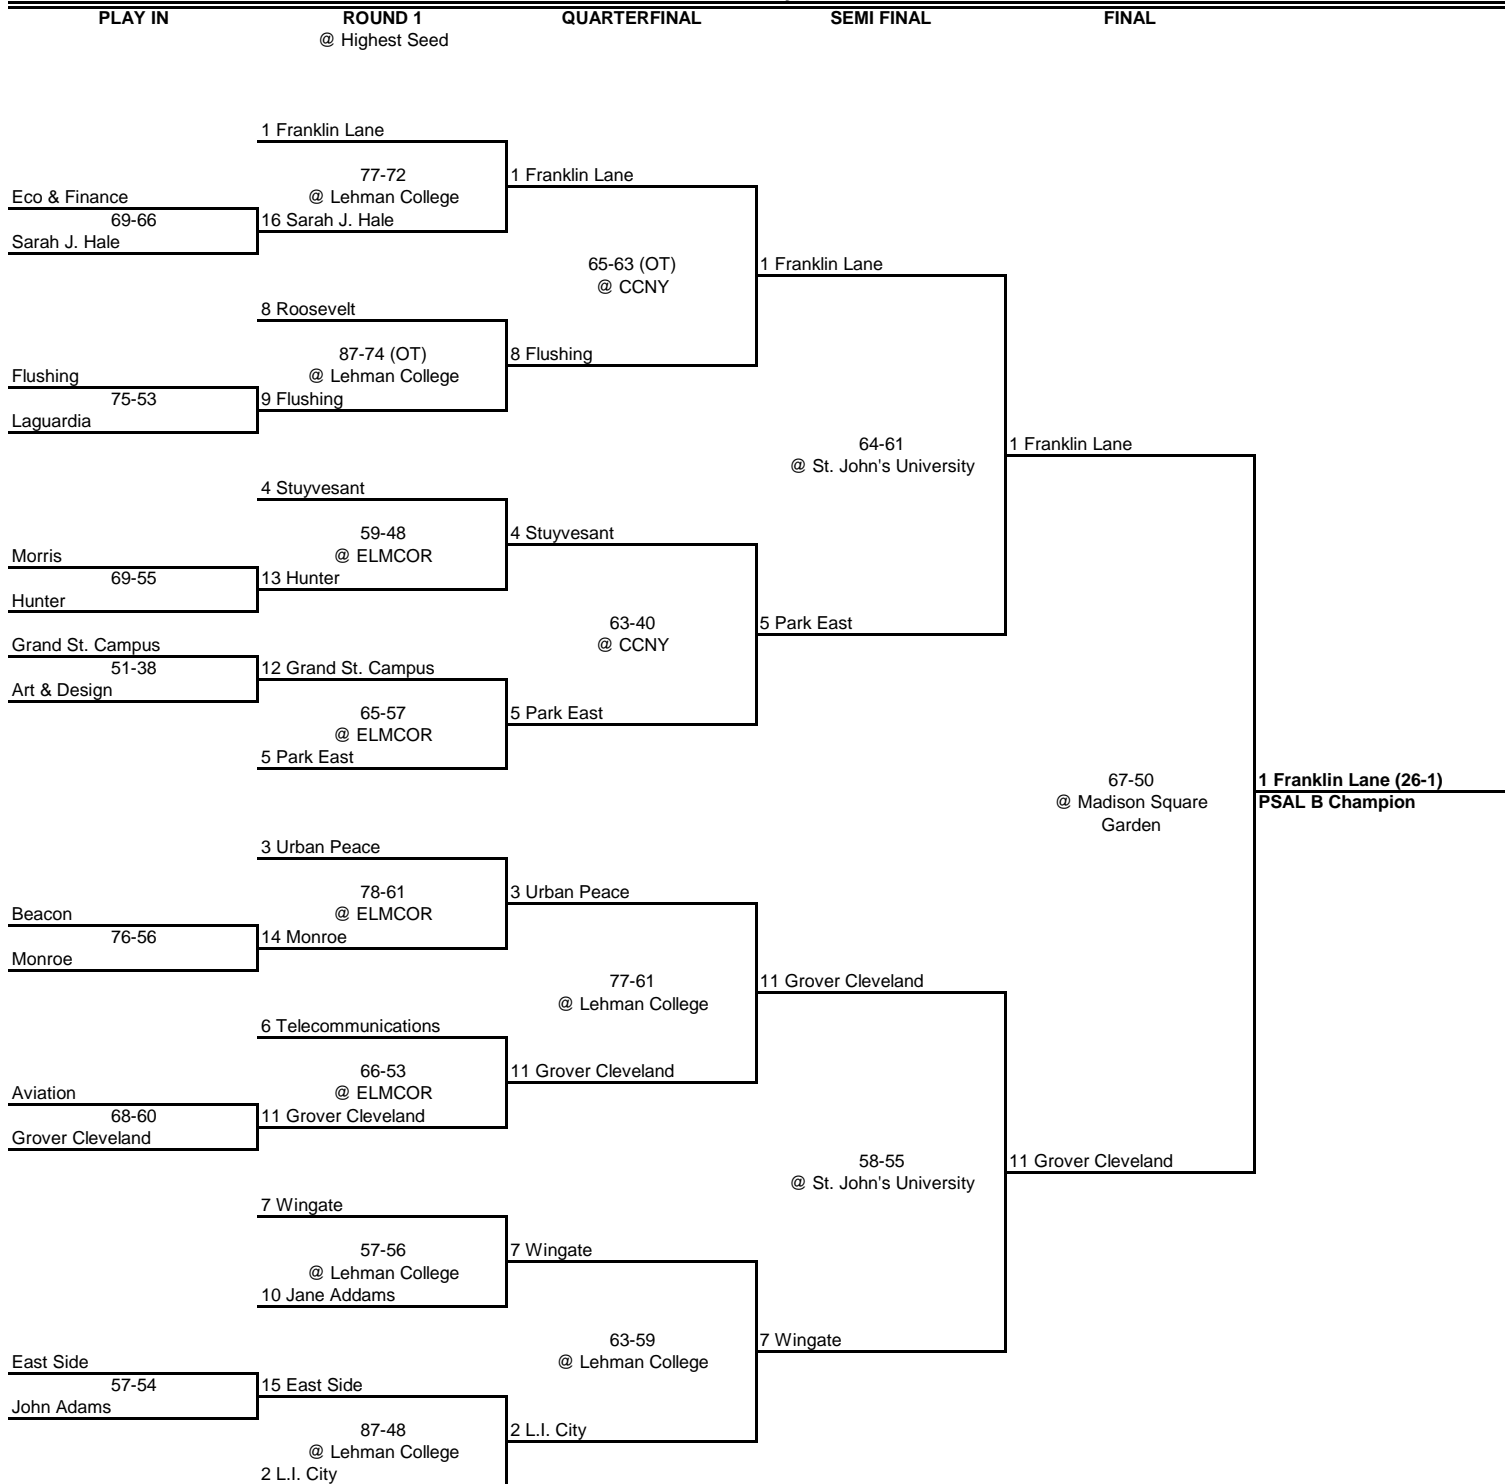 PLAY IN ROUND 1 QUARTERFINAL SEMI FINAL FINAL
@ Highest Seed
1 Franklin Lane
77-72 1 Franklin Lane
Eco & Finance @ Lehman College
69-66 16 Sarah J. Hale
Sarah J. Hale
65-63 (OT) 1 Franklin Lane
@ CCNY
8 Roosevelt
87-74 (OT) 8 Flushing
Flushing @ Lehman College
75-53 9 Flushing
Laguardia
64-61 1 Franklin Lane
@ St. John's University
4 Stuyvesant
59-48 4 Stuyvesant
Morris @ ELMCOR
69-55 13 Hunter
Hunter
63-40 5 Park East
Grand St. Campus @ CCNY
51-38 12 Grand St. Campus
Art & Design
65-57 5 Park East
@ ELMCOR
5 Park East
67-50 1 Franklin Lane (26-1)
@ Madison Square PSAL B Champion
Garden
3 Urban Peace
78-61 3 Urban Peace
Beacon @ ELMCOR
76-56 14 Monroe
Monroe
77-61 11 Grover Cleveland
@ Lehman College
6 Telecommunications
66-53 11 Grover Cleveland
Aviation @ ELMCOR
68-60 11 Grover Cleveland
Grover Cleveland
58-55 11 Grover Cleveland
@ St. John's University
7 Wingate
57-56 7 Wingate
@ Lehman College
10 Jane Addams
63-59 7 Wingate
East Side @ Lehman College
57-54 15 East Side
John Adams
87-48 2 L.I. City
@ Lehman College
2 L.I. City